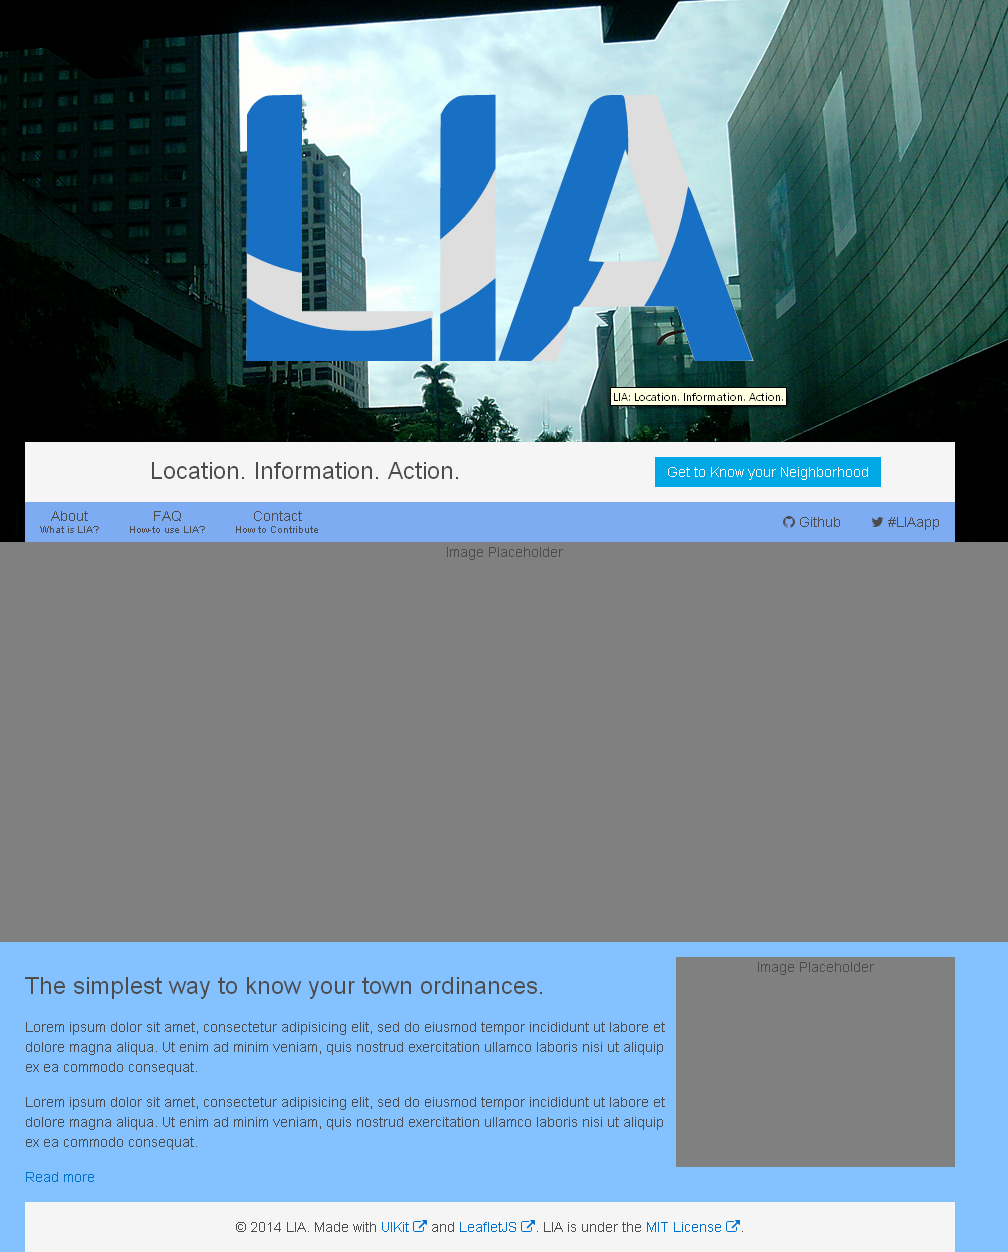 LIA
LIA: Location. Information. Action.
Location. Information. Action.
Get to Know your Neighborhood
About
What is LIA?
FAQ
How-to use LIA?
Contact
How to Contribute
Github
#LIAapp
Image Placeholder
The simplest way to know your town ordinances.
Lorem ipsum dolor sit amet, consectetur adipisicing elit, sed do eiusmod tempor incididunt ut labore et
dolore magna aliqua. Ut enim ad minim veniam, quis nostrud exercitation ullamco laboris nisi ut aliquip
ex ea commodo consequat.
Lorem ipsum dolor sit amet, consectetur adipisicing elit, sed do eiusmod tempor incididunt ut labore et
dolore magna aliqua. Ut enim ad minim veniam, quis nostrud exercitation ullamco laboris nisi ut aliquip
ex ea commodo consequat.
Read more
Image Placeholder
© 2014 LIA. Made with UIKit and LeafletJS. LIA is under the MIT License.